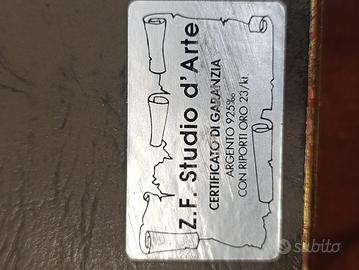 Z.F. Studio d'Arte
CERTIFICATO DI GARANZIA
ARGENTO 925‰
CON RIPORTI ORO 23/kt
subito